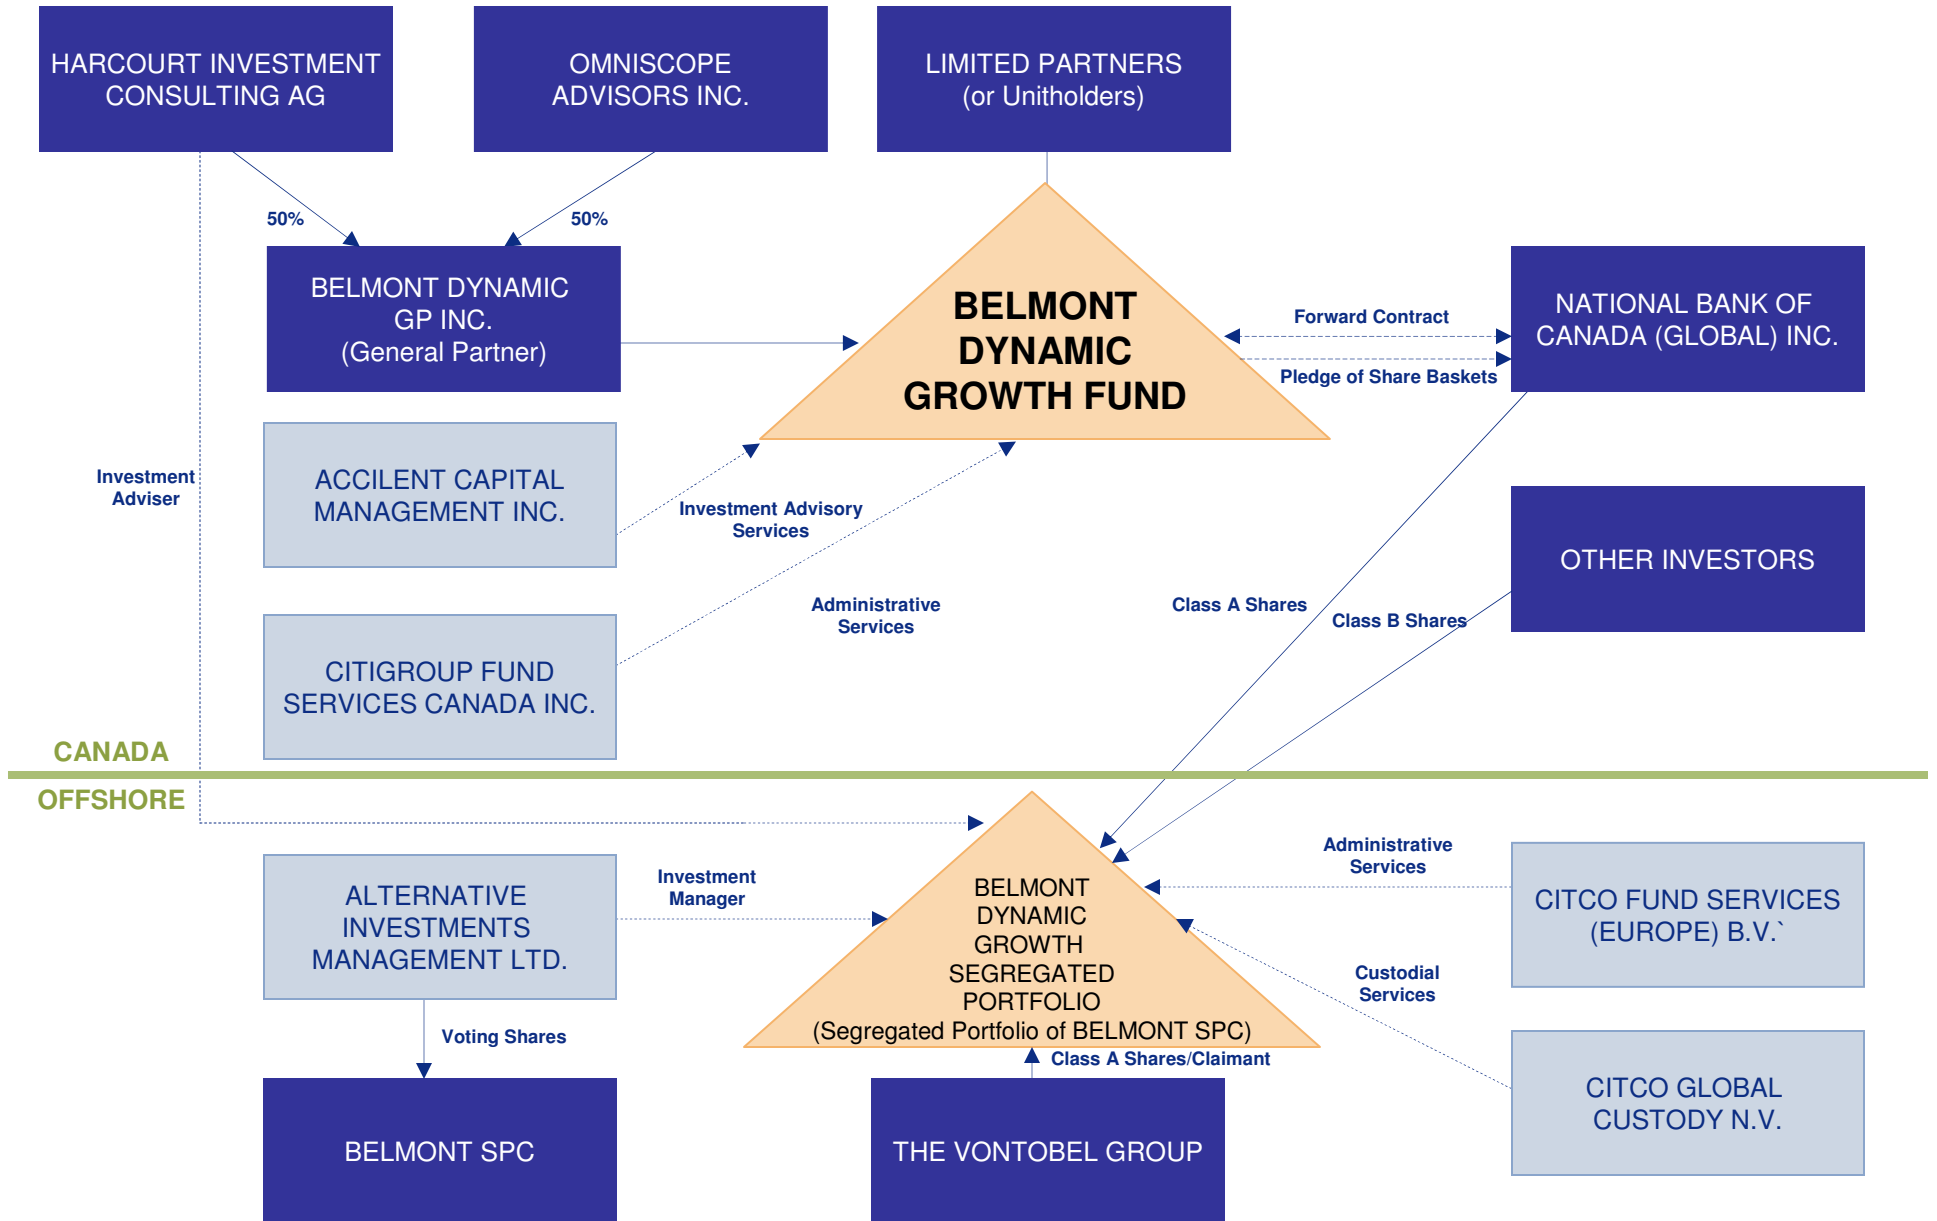 HARCOURT INVESTMENT
CONSULTING AG
OMNISCOPE
ADVISORS INC.
LIMITED PARTNERS
(or Unitholders)
50%
50%
BELMONT DYNAMIC
GP INC.
(General Partner)
BELMONT
DYNAMIC
GROWTH FUND
Forward Contract
Pledge of Share Baskets
NATIONAL BANK OF
CANADA (GLOBAL) INC.
Investment
Adviser
ACCILENT CAPITAL
MANAGEMENT INC.
Investment Advisory
Services
OTHER INVESTORS
Administrative
Services
Class A Shares
Class B Shares
CITIGROUP FUND
SERVICES CANADA INC.
CANADA
OFFSHORE
ALTERNATIVE
INVESTMENTS
MANAGEMENT LTD.
Investment
Manager
BELMONT
DYNAMIC
GROWTH
SEGREGATED
PORTFOLIO
(Segregated Portfolio of BELMONT SPC)
Administrative
Services
CITCO FUND SERVICES
(EUROPE) B.V.`
Custodial
Services
Voting Shares
Class A Shares/Claimant
BELMONT SPC
THE VONTOBEL GROUP
CITCO GLOBAL
CUSTODY N.V.